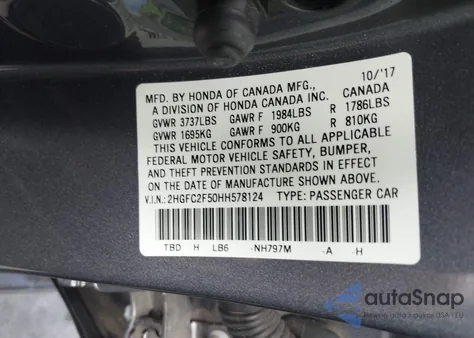 10/'17
MFD. BY HONDA OF CANADA MFG., CANADA
A DIVISION OF HONDA CANADA INC.
GVWR 3737LBS GAWR F 1984LBS R 1786LBS
GVWR 1695KG GAWR F 900KG R 810KG
THIS VEHICLE CONFORMS TO ALL APPLICABLE
FEDERAL MOTOR VEHICLE SAFETY, BUMPER,
AND THEFT PREVENTION STANDARDS IN EFFECT
ON THE DATE OF MANUFACTURE SHOWN ABOVE.
V.I.N.: 2HGFC2F50HH578124 TYPE: PASSENGER CAR
TBD H LB6 -NH797M -A -H
autoSnap